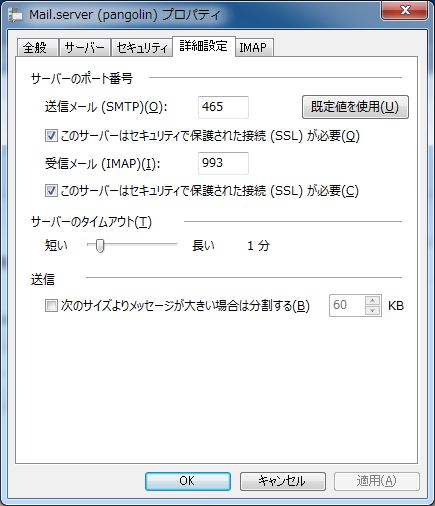 Mail.server (pangolin) プロパティ
全般 サーバー セキュリティ 詳細設定 IMAP
サーバーのポート番号
送信メール (SMTP)(O): 465 既定値を使用(U)
このサーバーはセキュリティで保護された接続 (SSL) が必要(Q)
受信メール (IMAP)(I): 993
このサーバーはセキュリティで保護された接続 (SSL) が必要(C)
サーバーのタイムアウト(T)
短い 長い 1 分
送信
次のサイズよりメッセージが大きい場合は分割する(B) 60 KB
OK キャンセル 適用(A)